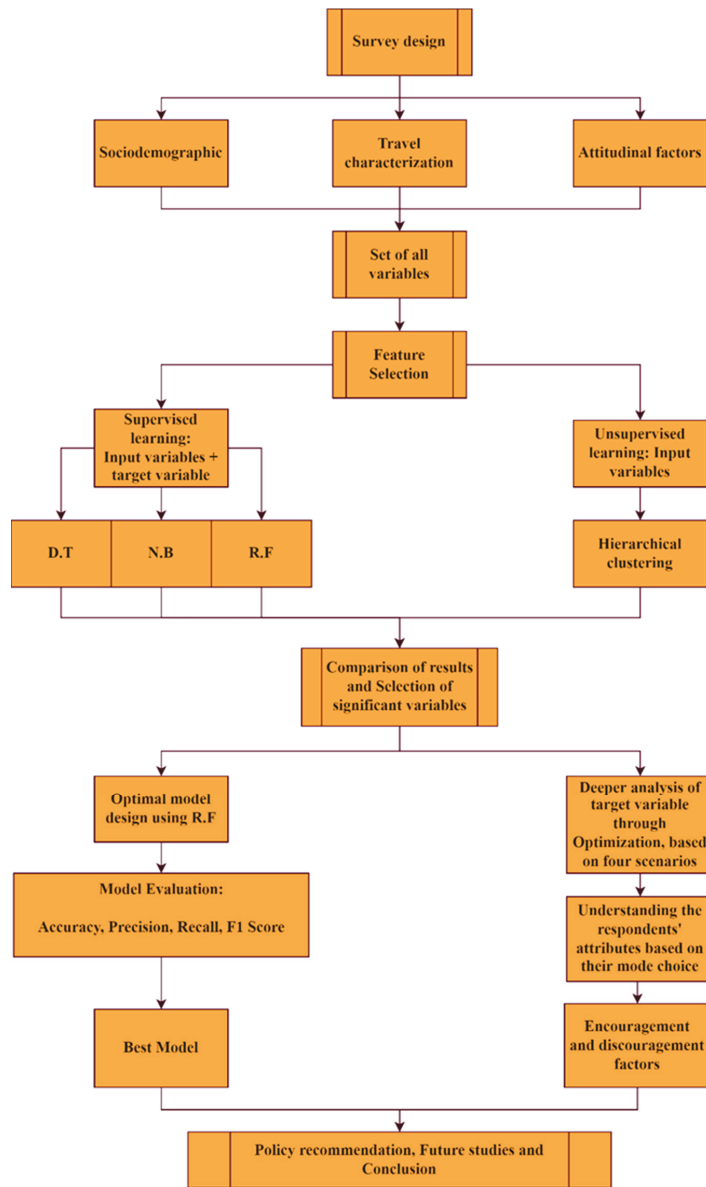 Survey design
Sociodemographic
Travel
characterization
Attitudinal factors
Set of all
variables
Feature
Selection
Supervised
learning:
Input variables +
target variable
Unsupervised
learning: Input
variables
D.T
N.B
R.F
Hierarchical
clustering
Comparison of results
and Selection of
significant variables
Optimal model
design using R.F
Deeper analysis of
target variable
through
Optimization, based
on four scenarios
Model Evaluation:
Accuracy, Precision, Recall, F1 Score
Understanding the
respondents'
attributes based on
their mode choice
Best Model
Encouragement
and discouragement
factors
Policy recommendation, Future studies and
Conclusion